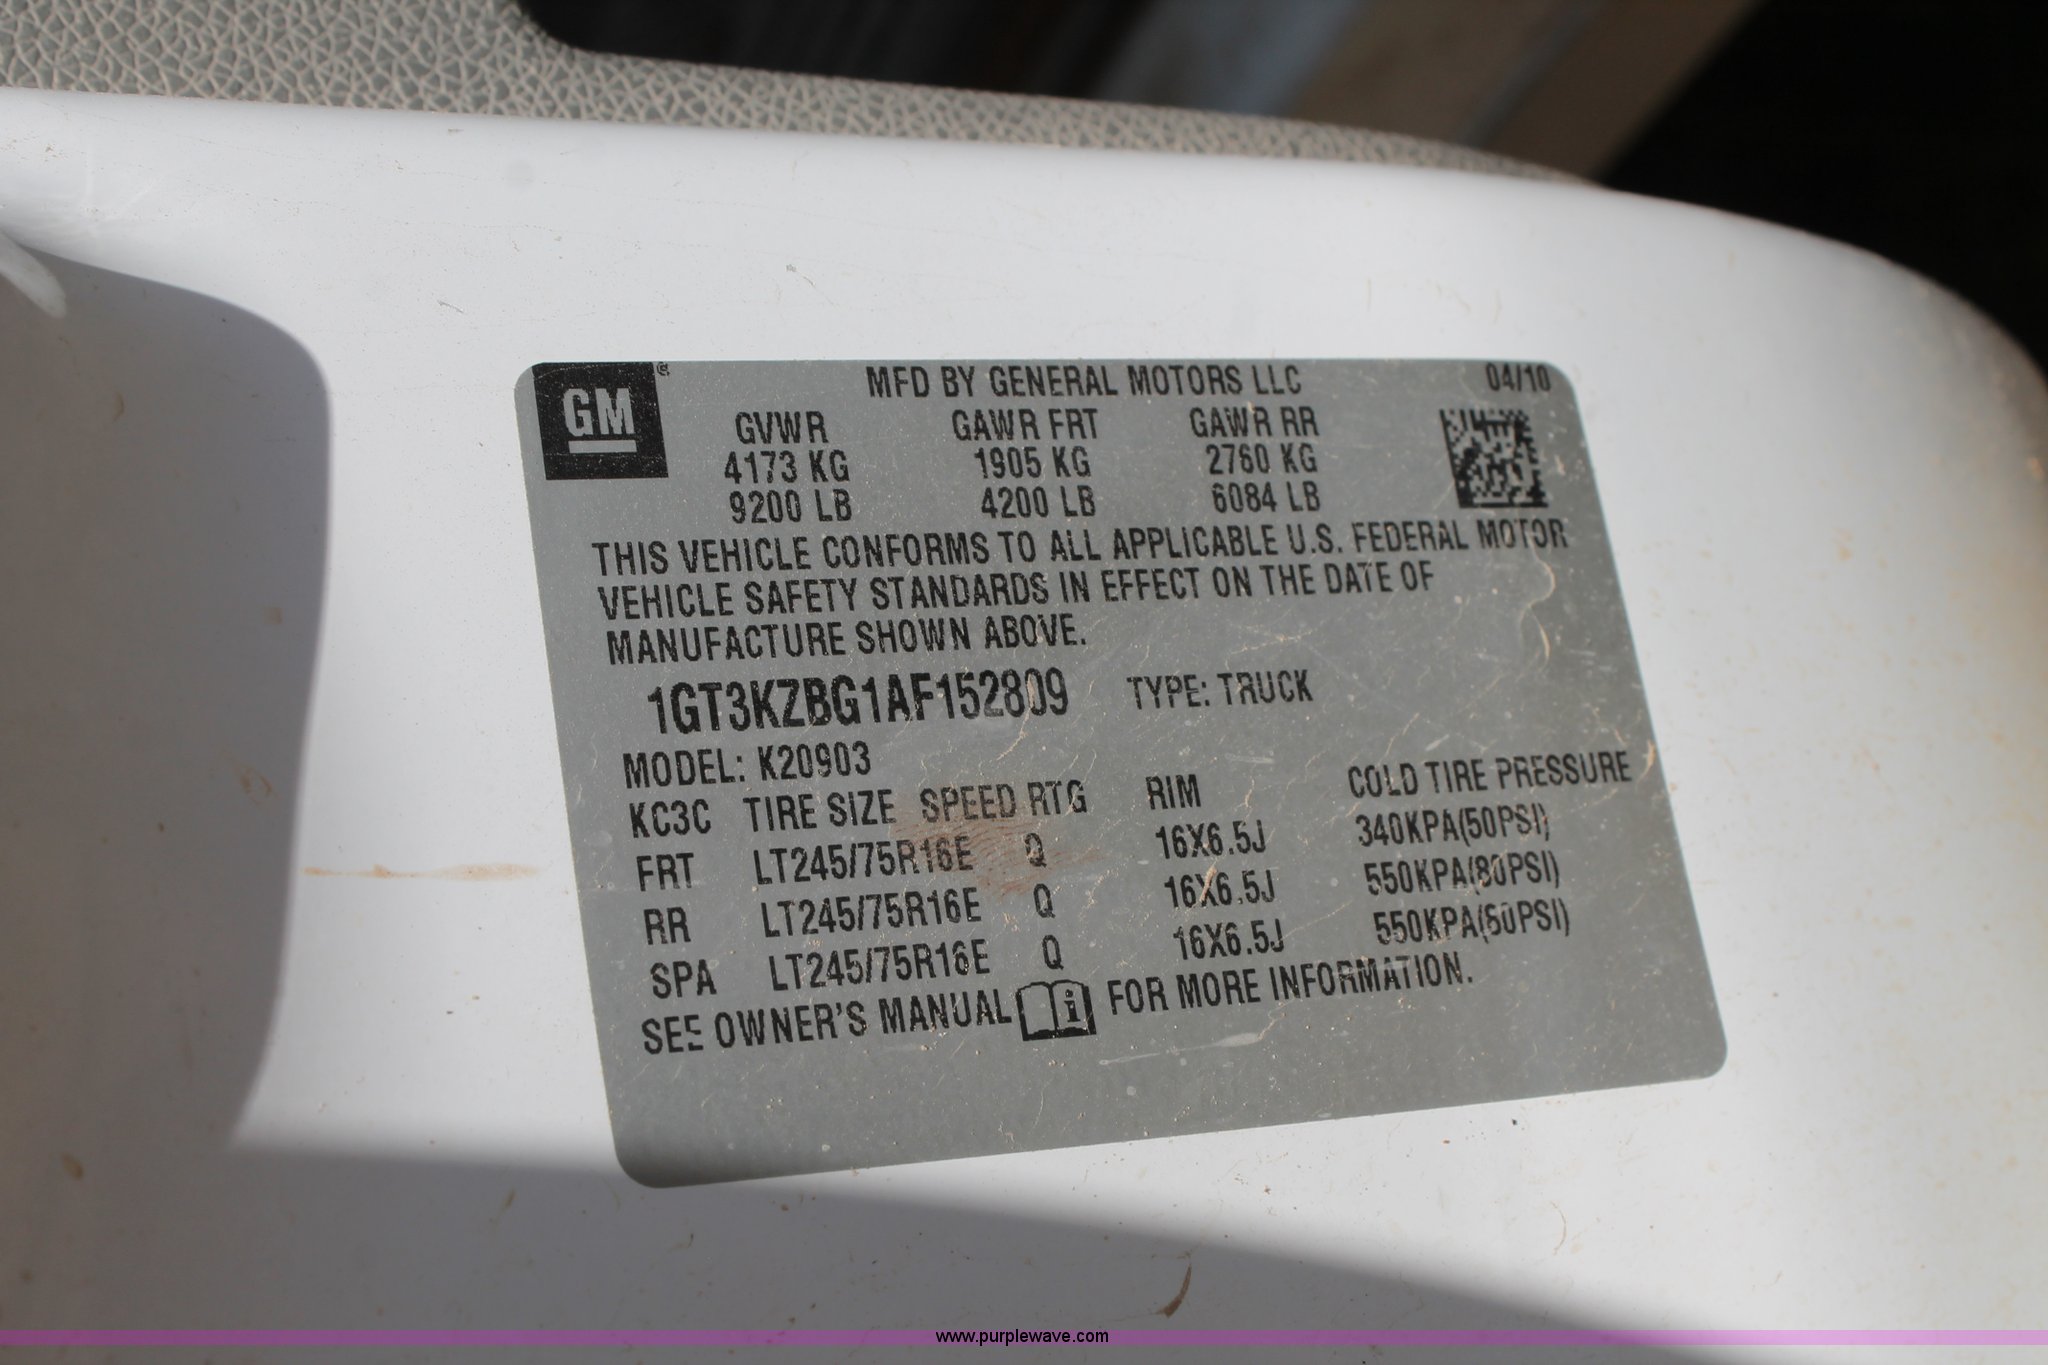 GM
MFD BY GENERAL MOTORS LLC 04/10
GVWR GAWR FRT GAWR RR
4173 KG 1905 KG 2760 KG
9200 LB 4200 LB 6084 LB
THIS VEHICLE CONFORMS TO ALL APPLICABLE U.S. FEDERAL MOTOR
VEHICLE SAFETY STANDARDS IN EFFECT ON THE DATE OF
MANUFACTURE SHOWN ABOVE.
1GT3KZBG1AF152809 TYPE: TRUCK
MODEL: K20903
KC3C TIRE SIZE SPEED RTG RIM COLD TIRE PRESSURE
FRT LT245/75R16E Q 16X6.5J 340KPA(50PSI)
RR LT245/75R16E Q 16X6.5J 550KPA(80PSI)
SPA LT245/75R16E Q 16X6.5J
SEE OWNER'S MANUAL i FOR MORE INFORMATION.
www.purplewave.com